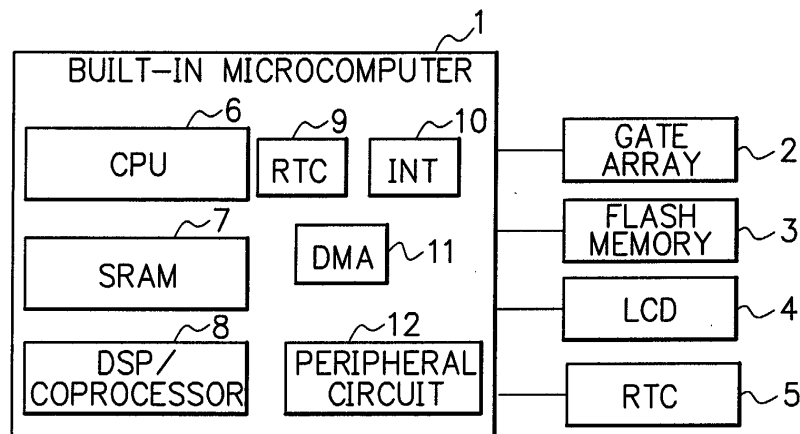 1
BUILT-IN MICROCOMPUTER
6
CPU
9
RTC
10
INT
GATE
ARRAY
2
7
SRAM
DMA
11
FLASH
MEMORY
3
LCD
4
8
DSP/
COPROCESSOR
12
PERIPHERAL
CIRCUIT
RTC
5